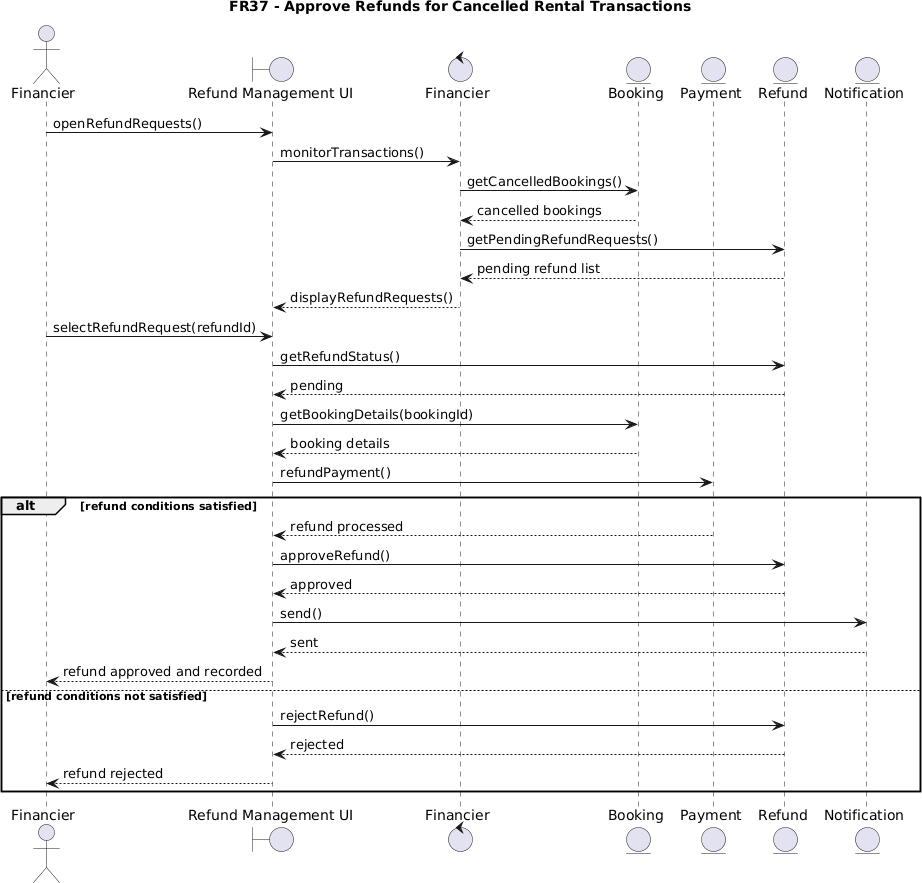 FR37 - Approve Refunds for Cancelled Rental Transactions
Financier Refund Management UI Financier Booking Payment Refund Notification
openRefundRequests()
monitorTransactions()
getCancelledBookings()
cancelled bookings
getPendingRefundRequests()
pending refund list
displayRefundRequests()
selectRefundRequest(refundId)
getRefundStatus()
pending
getBookingDetails(bookingId)
booking details
refundPayment()
alt [refund conditions satisfied]
refund processed
approveRefund()
approved
send()
sent
refund approved and recorded
[refund conditions not satisfied]
rejectRefund()
rejected
refund rejected
Financier Refund Management UI Financier Booking Payment Refund Notification